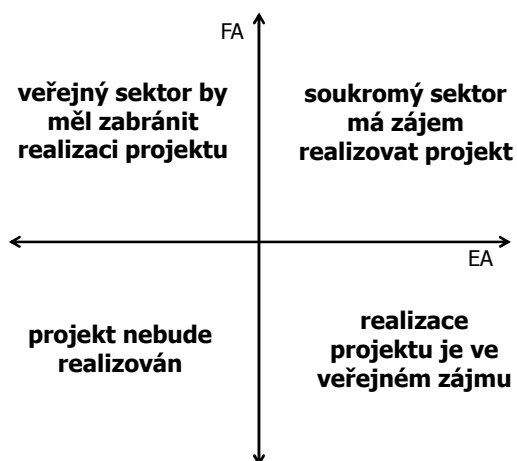 FA
veřejný sektor by
měl zabránit
realizaci projektu
soukromý sektor
má zájem
realizovat projekt
EA
projekt nebude
realizován
realizace
projektu je ve
veřejném zájmu